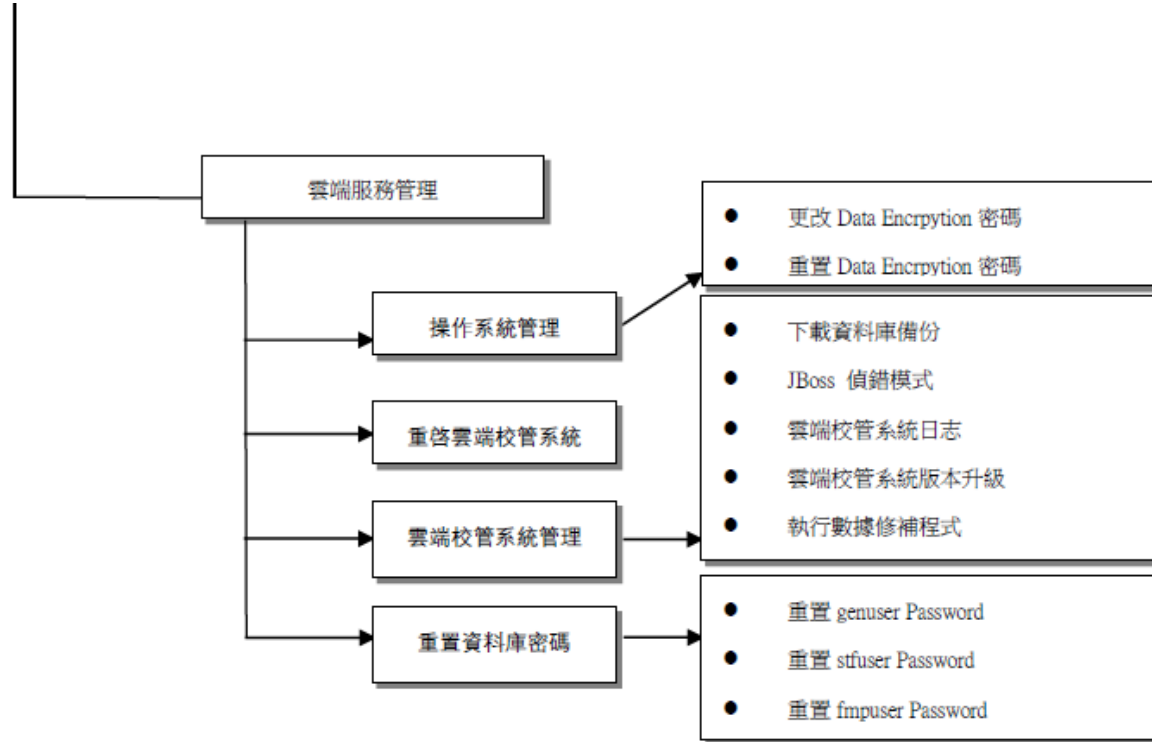 雲端服務管理
操作系統管理
● 更改 Data Encrpytion 密碼
● 重置 Data Encrpytion 密碼
重啓雲端校管系統
雲端校管系統管理
● 下載資料庫備份
● JBoss 偵錯模式
● 雲端校管系統日志
● 雲端校管系統版本升級
● 執行數據修補程式
重置資料庫密碼
● 重置 genuser Password
● 重置 stfuser Password
● 重置 fmpuser Password